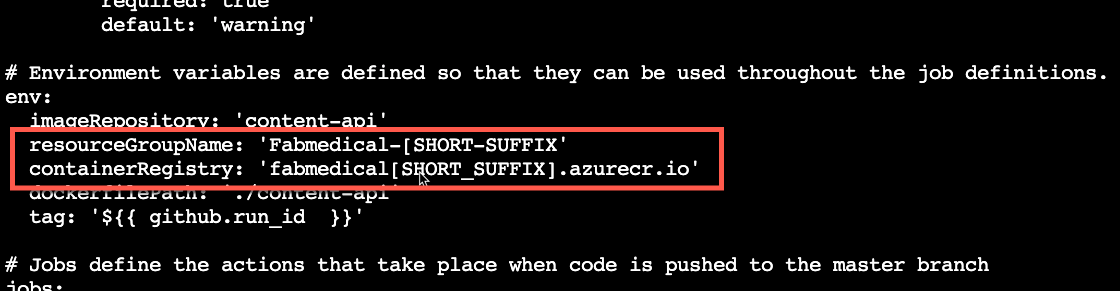 required: true
default: 'warning'
# Environment variables are defined so that they can be used throughout the job definitions.
env:
imageRepository: 'content-api'
resourceGroupName: 'Fabmedical-[SHORT-SUFFIX'
containerRegistry: 'fabmedical[SHORT_SUFFIX].azurecr.io'
dockerfilePath: './content-api'
tag: '${{ github.run_id  }}'
# Jobs define the actions that take place when code is pushed to the master branch
jobs: